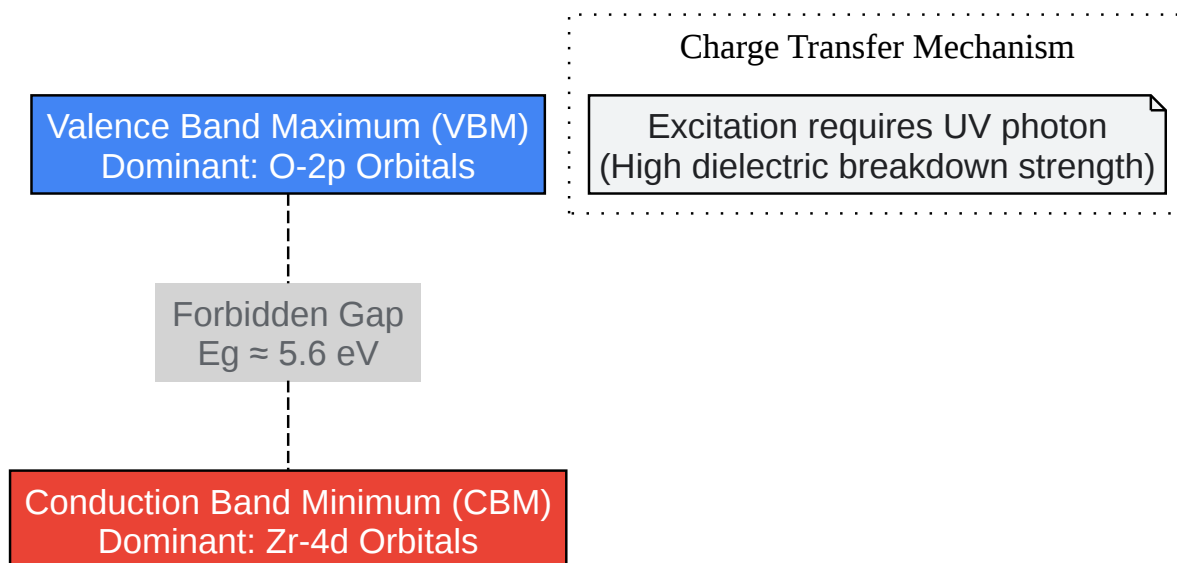 Charge Transfer Mechanism
Valence Band Maximum (VBM)
Dominant: O-2p Orbitals
Excitation requires UV photon
(High dielectric breakdown strength)
Forbidden Gap
Eg ≈ 5.6 eV
Conduction Band Minimum (CBM)
Dominant: Zr-4d Orbitals